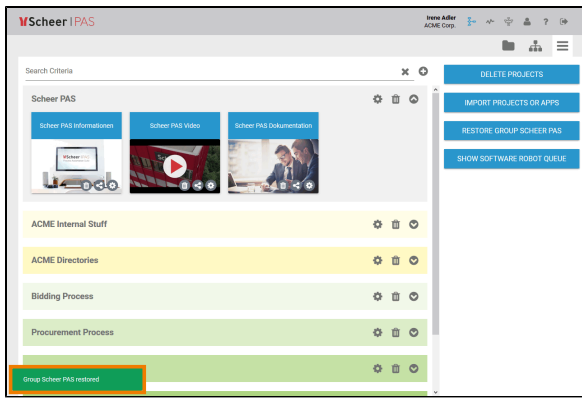 Scheer | PAS
Irene Adler
ACME Corp.
Search Criteria
DELETE PROJECTS
Scheer PAS
IMPORT PROJECTS OR APPS
Scheer PAS Informationen
Scheer PAS Video
Scheer PAS Dokumentation
RESTORE GROUP SCHEER PAS
SHOW SOFTWARE ROBOT QUEUE
ACME Internal Stuff
ACME Directories
Bidding Process
Procurement Process
Group Scheer PAS restored